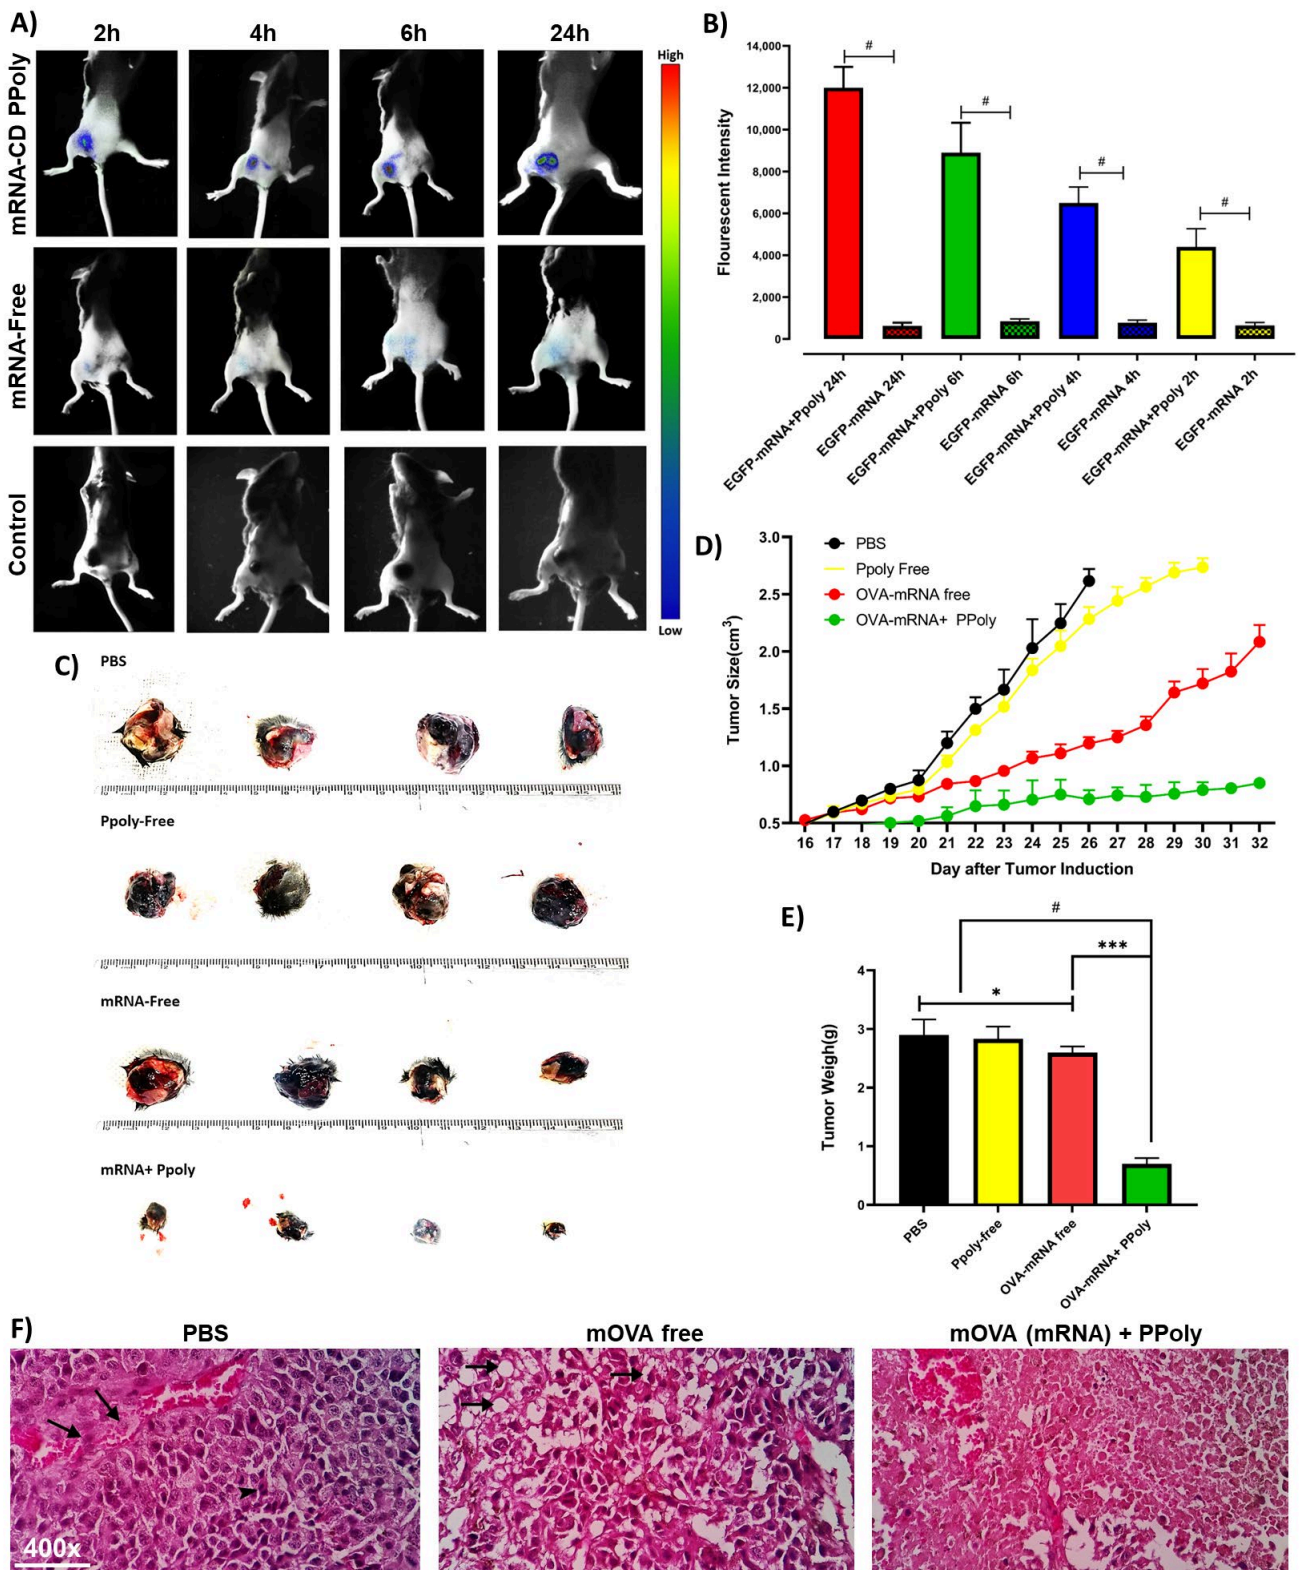 A)
2h 4h 6h 24h
mRNA-CD PPoly
mRNA-Free
Control
High
Low
B)
Flourescent Intensity
14,000
12,000
10,000
8,000
6,000
4,000
2,000
0
# # # #
EGFP-mRNA+Ppoly 24h
EGFP-mRNA 24h
EGFP-mRNA+Ppoly 6h
EGFP-mRNA 6h
EGFP-mRNA+Ppoly 4h
EGFP-mRNA 4h
EGFP-mRNA+Ppoly 2h
EGFP-mRNA 2h
C)
PBS
Ppoly-Free
mRNA-Free
mRNA+ Ppoly
D)
Tumor Size(cm³)
3.0
2.5
2.0
1.5
1.0
0.5
PBS
Ppoly Free
OVA-mRNA free
OVA-mRNA+ PPoly
16 17 18 19 20 21 22 23 24 25 26 27 28 29 30 31 32
Day after Tumor Induction
E)
Tumor Weigh(g)
4
3
2
1
0
#
***
*
PBS
Ppoly-free
OVA-mRNA free
OVA-mRNA+ PPoly
F)
PBS
mOVA free
mOVA (mRNA) + PPoly
400x